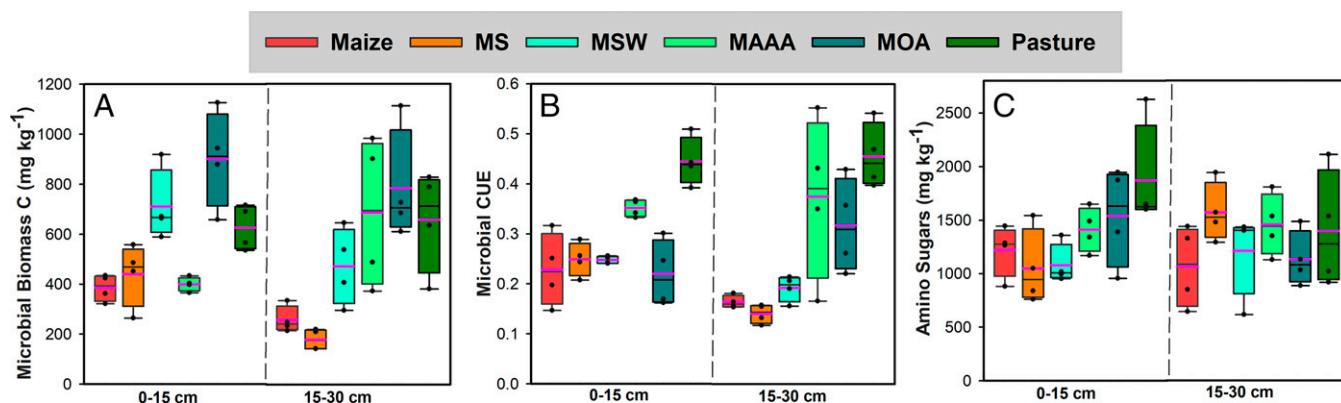 Maize MS MSW MAAA MOA Pasture
A
Microbial Biomass C (mg kg⁻¹)
1200
1000
800
600
400
200
0
0-15 cm 15-30 cm
B
Microbial CUE
0.6
0.5
0.4
0.3
0.2
0.1
0.0
0-15 cm 15-30 cm
C
Amino Sugars (mg kg⁻¹)
2500
2000
1500
1000
500
0
0-15 cm 15-30 cm